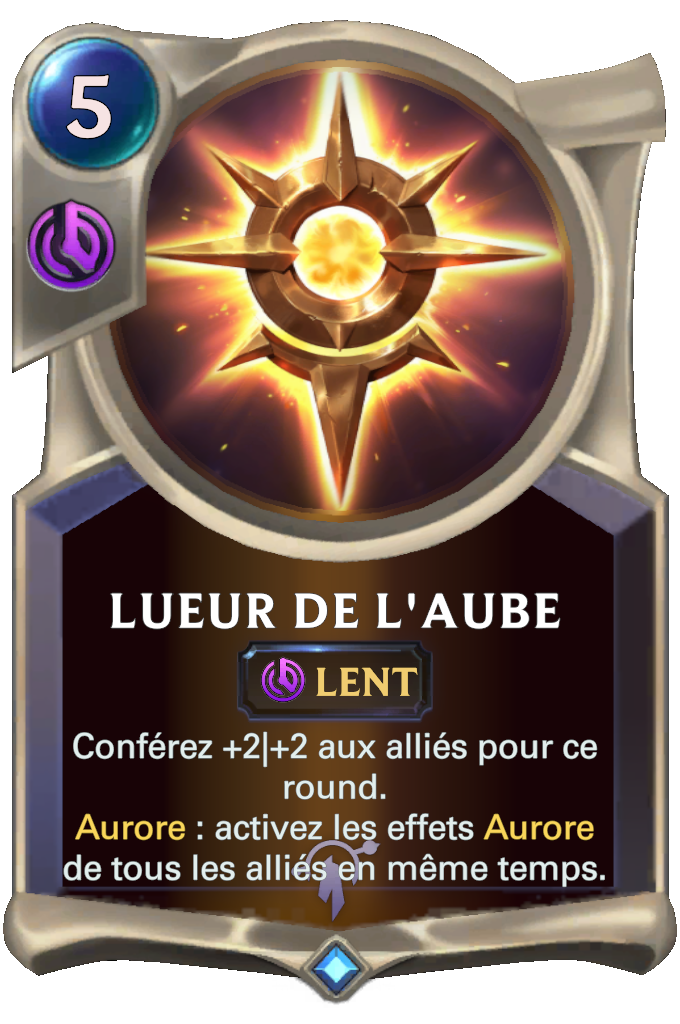 5
LUEUR DE L'AUBE
LENT
Conférez +2|+2 aux alliés pour ce
round.
Aurore : activez les effets Aurore
de tous les alliés en même temps.